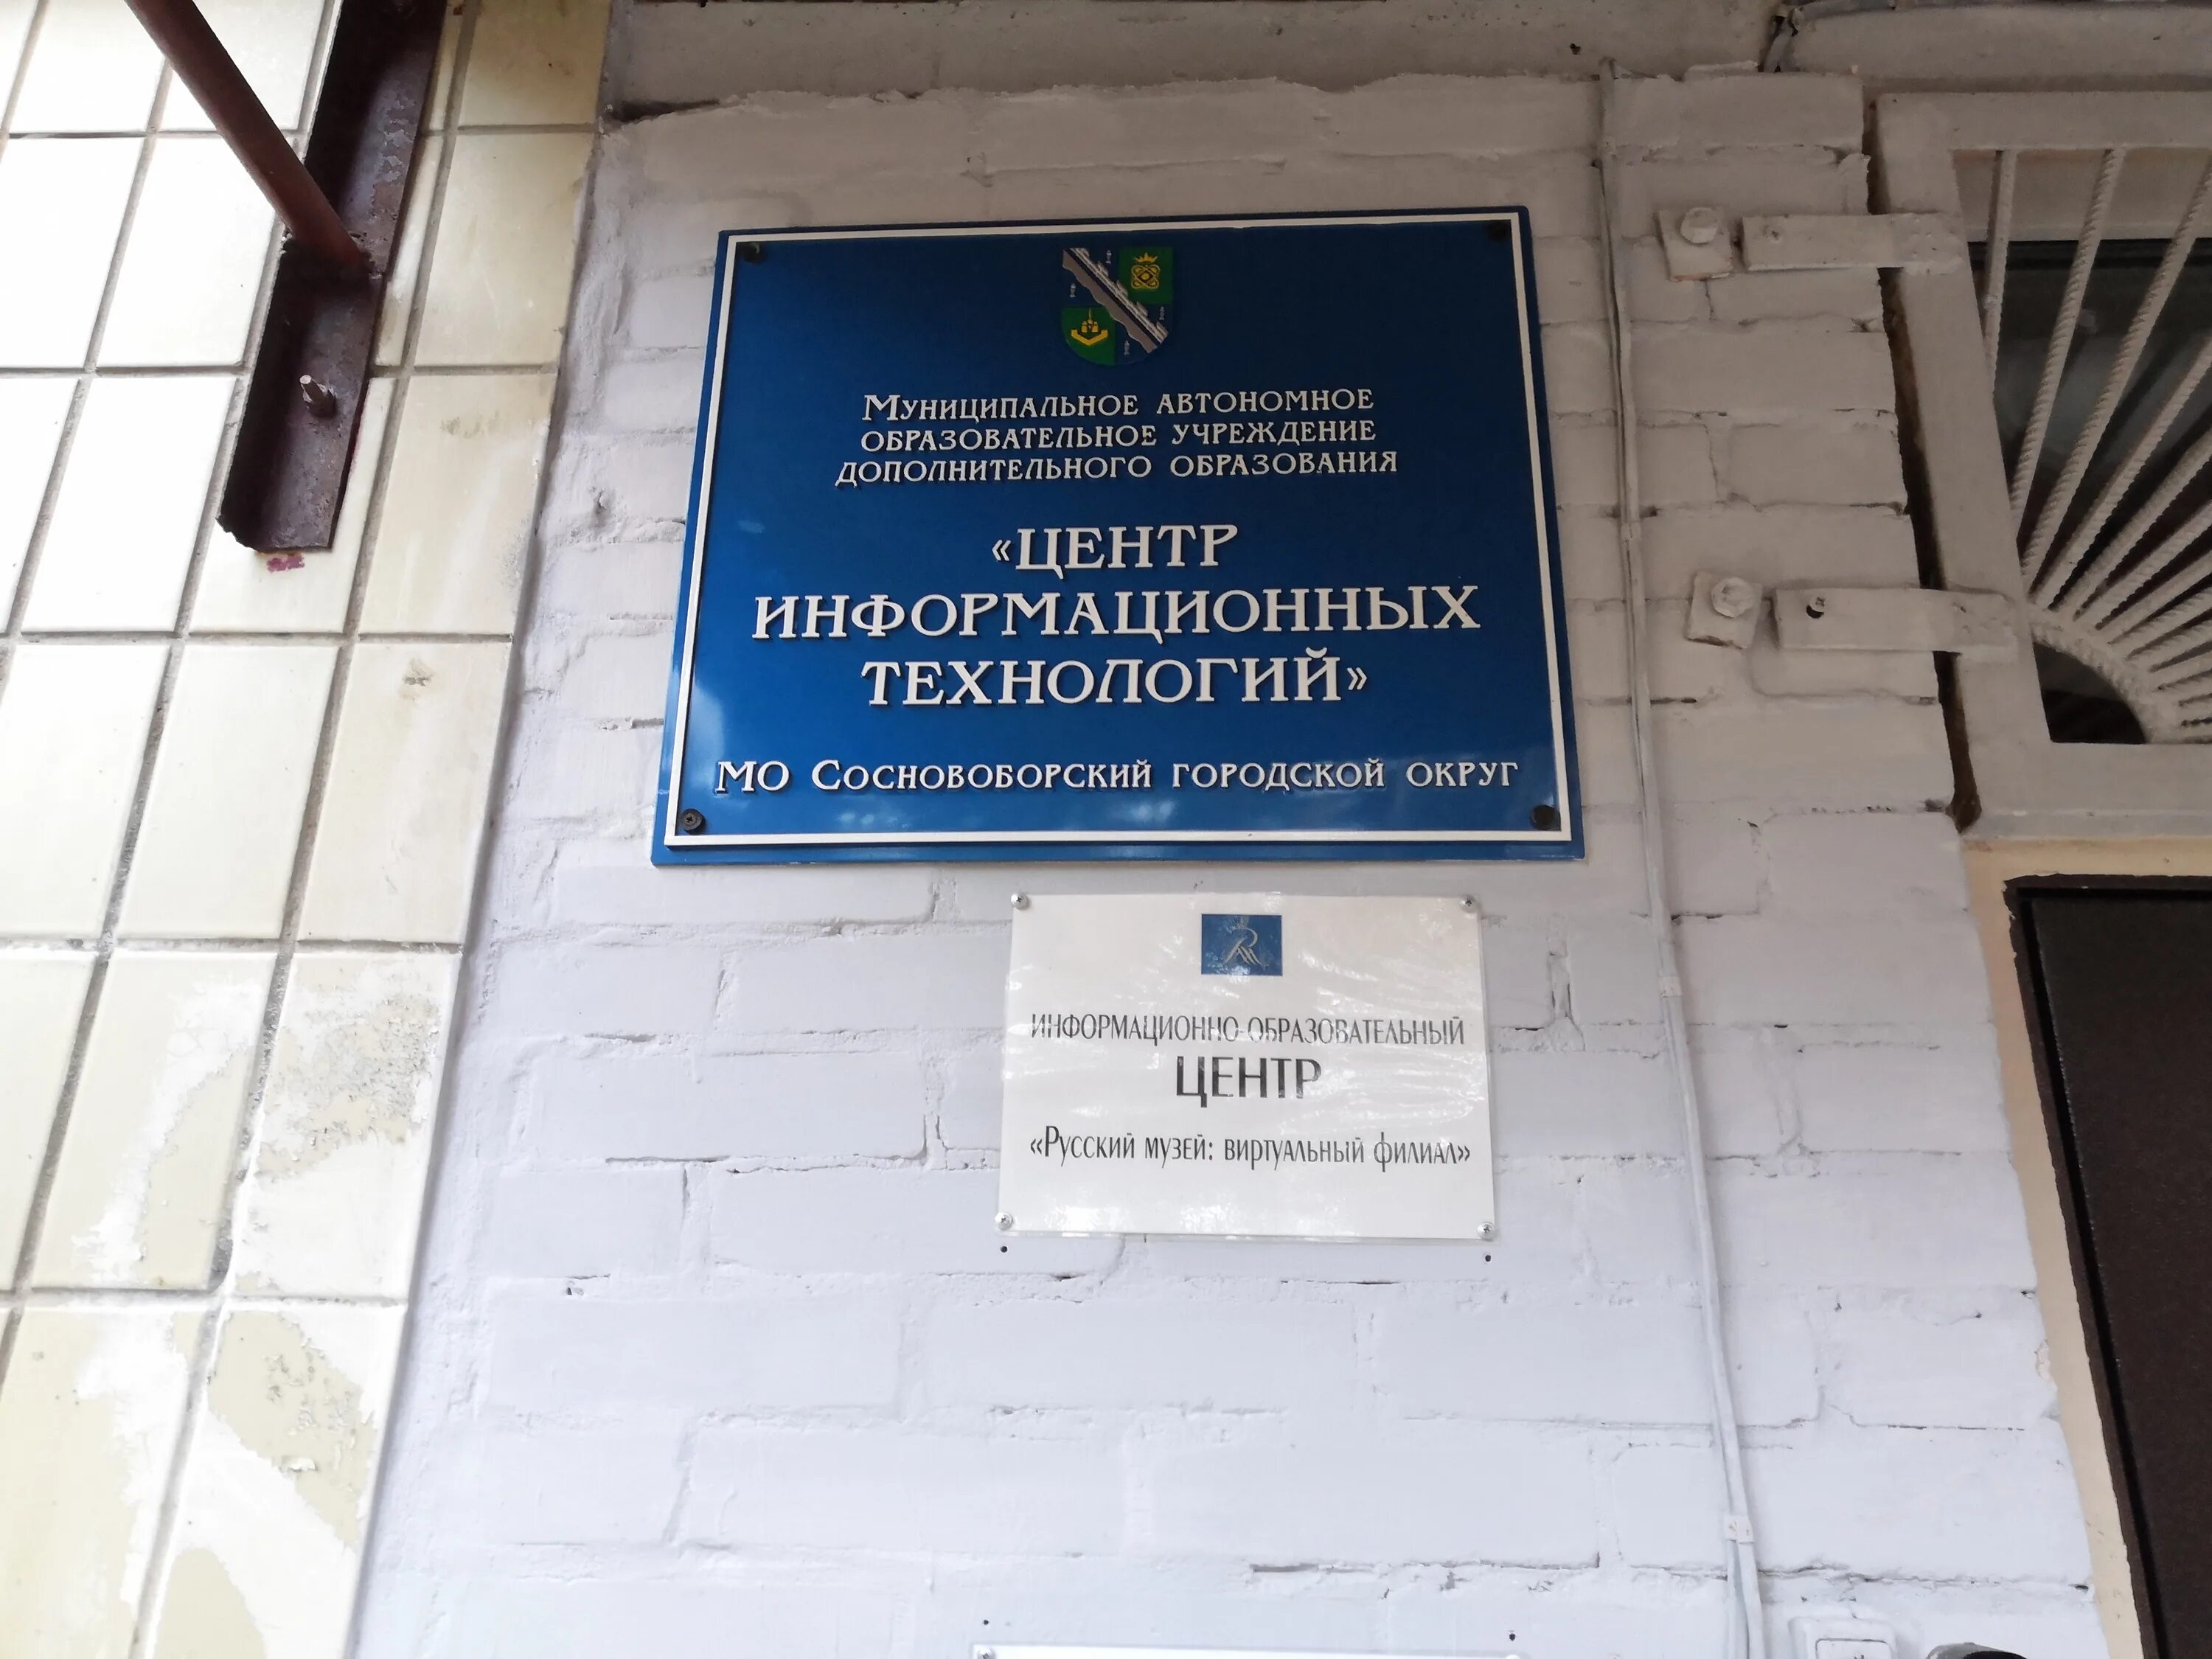 Муниципальное автономное
образовательное учреждение
дополнительного образования
«ЦЕНТР
ИНФОРМАЦИОННЫХ
ТЕХНОЛОГИЙ»
МО Сосновоборский городской округ
ИНФОРМАЦИОННО-ОБРАЗОВАТЕЛЬНЫЙ
ЦЕНТР
«Русский музей: виртуальный филиал»